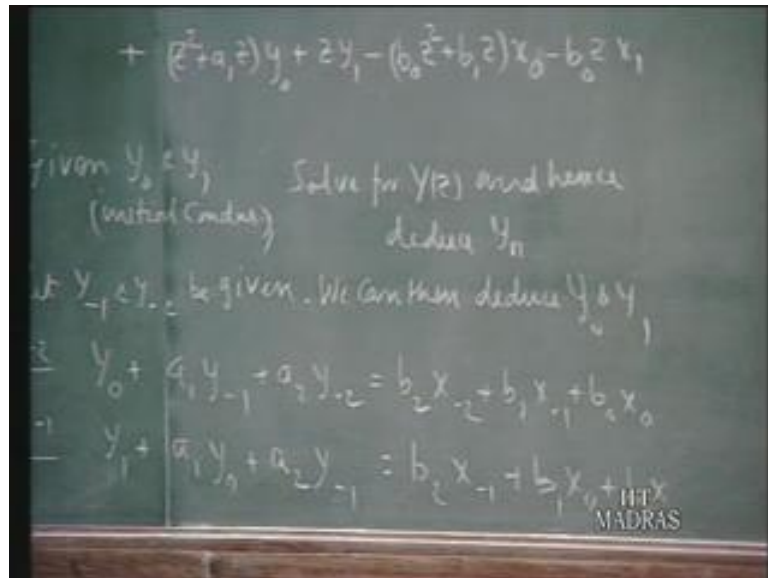 + (z²+a₁z)y₀ + zy₁ - (b₀z²+b₁z)x₀ - b₀z x₁
given y₀ & y₁ Solve for Y(z) and hence
(initial Condns) deduce yₙ
y₋₁ & y₋₂ be given. We can then deduce y₀ & y₁
y₀ + a₁y₋₁ + a₂y₋₂ = b₂x₋₂ + b₁x₋₁ + b₀x₀
-1 y₁ + a₁y₀ + a₂y₋₁ = b₂x₋₁ + b₁x₀ +
IIT
MADRAS